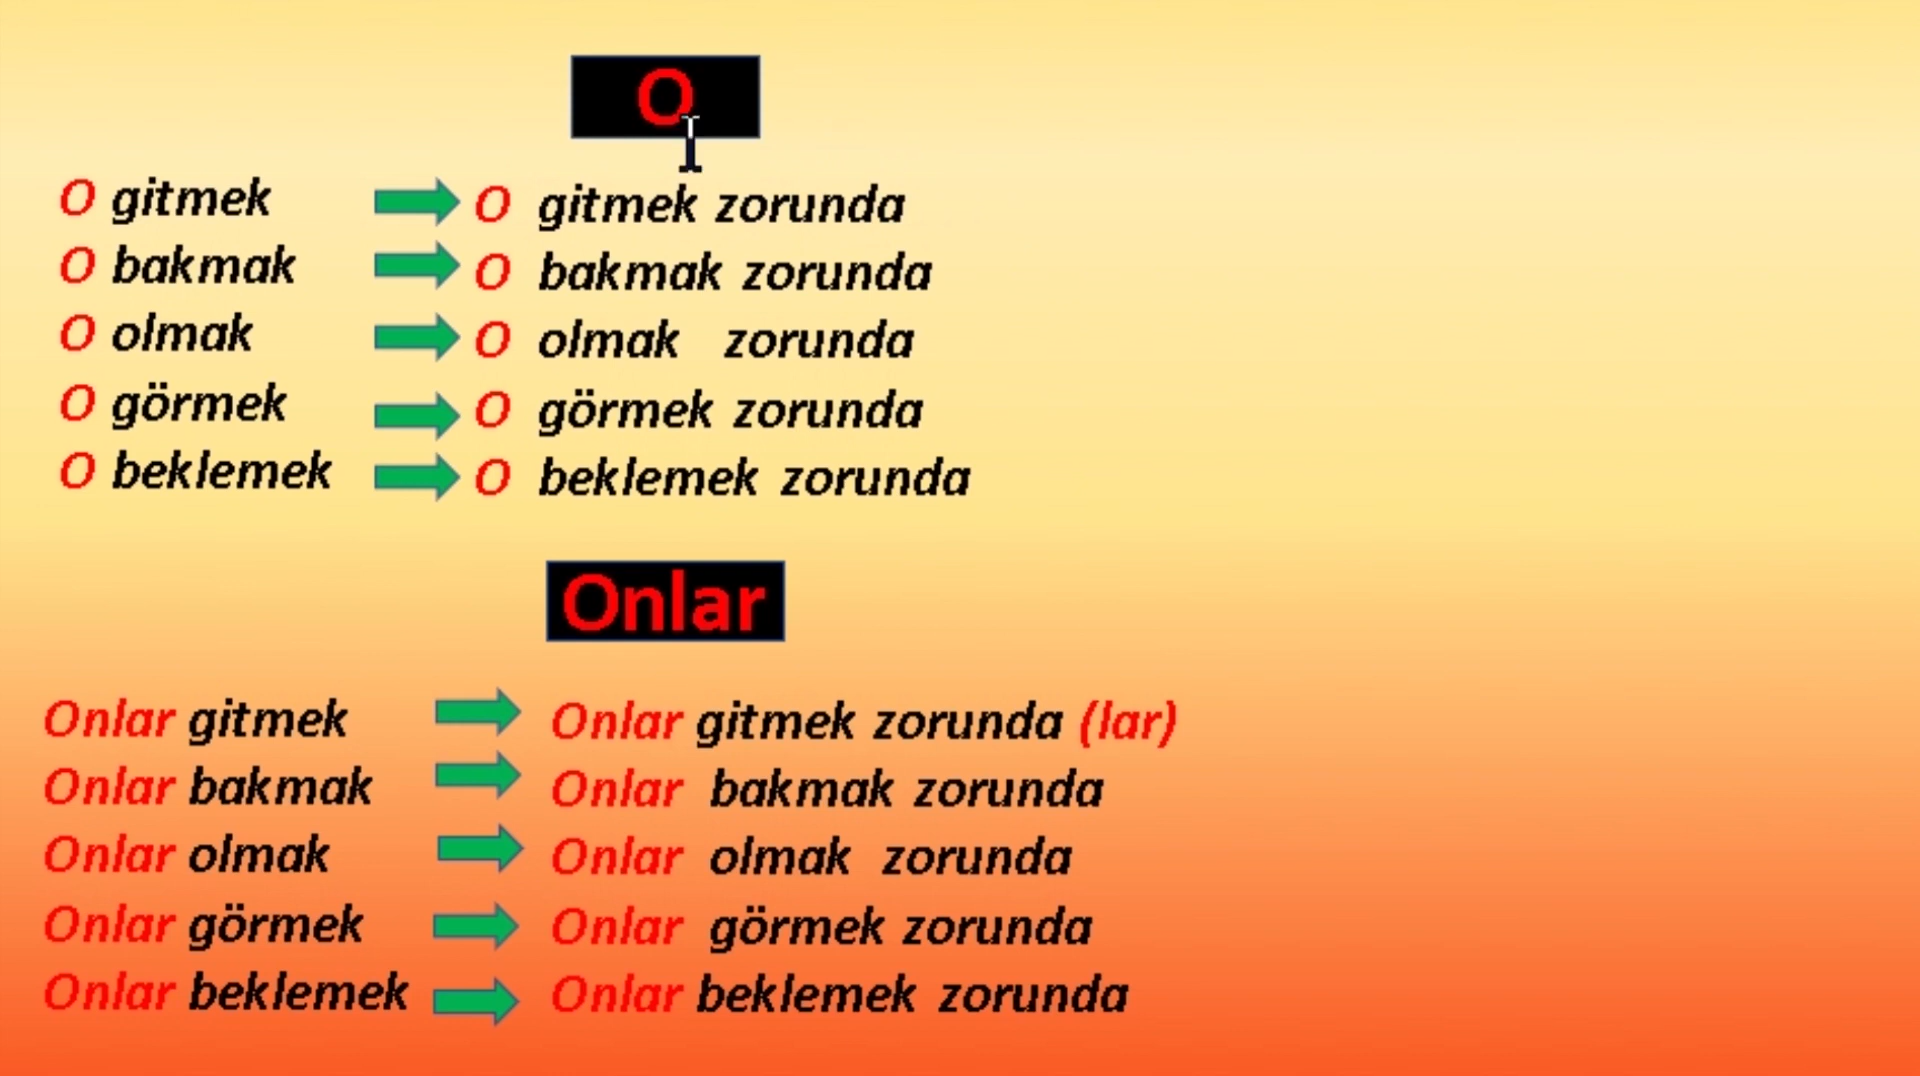 O
O gitmek O gitmek zorunda
O bakmak O bakmak zorunda
O olmak O olmak zorunda
O görmek O görmek zorunda
O beklemek O beklemek zorunda
Onlar
Onlar gitmek Onlar gitmek zorunda (lar)
Onlar bakmak Onlar bakmak zorunda
Onlar olmak Onlar olmak zorunda
Onlar görmek Onlar görmek zorunda
Onlar beklemek Onlar beklemek zorunda